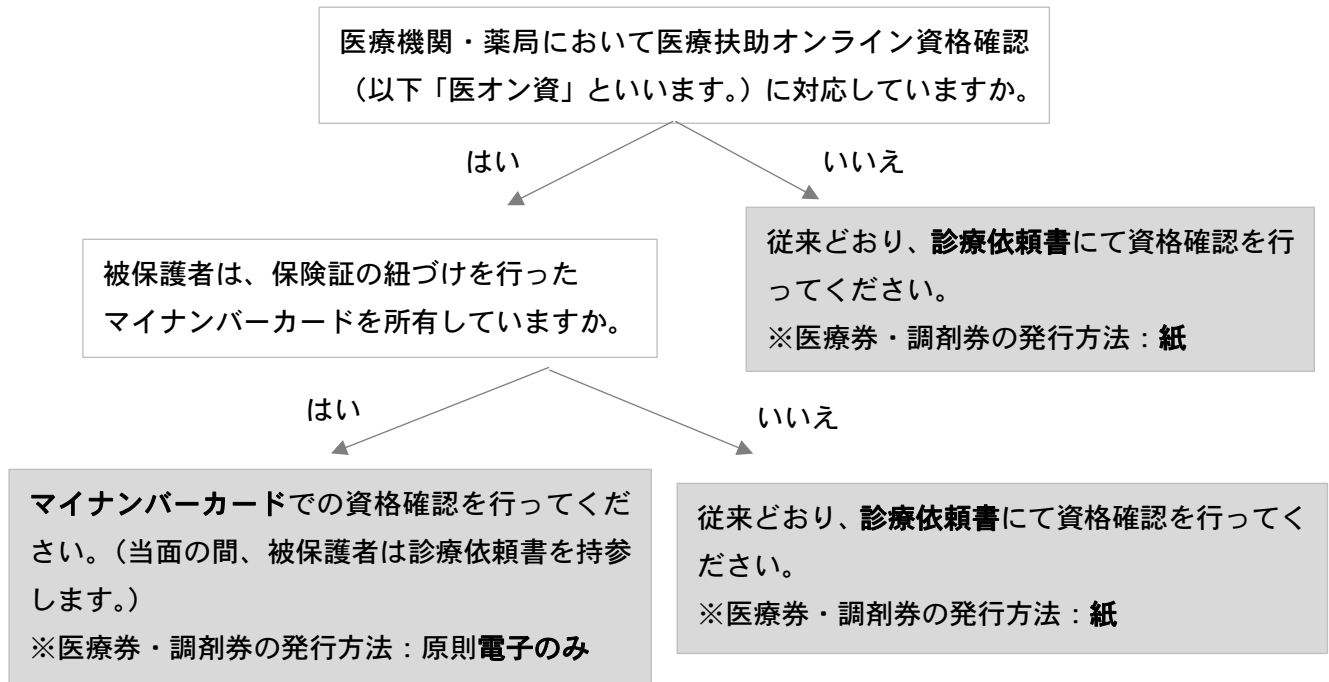 医療機関・薬局において医療扶助オンライン資格確認
（以下「医オン資」といいます。）に対応していますか。
はい
いいえ
被保護者は、保険証の紐づけを行った
マイナンバーカードを所有していますか。
従来どおり、診療依頼書にて資格確認を行
ってください。
※医療券・調剤券の発行方法：紙
はい
いいえ
マイナンバーカードでの資格確認を行ってくだ
さい。（当面の間、被保護者は診療依頼書を持参
します。）
※医療券・調剤券の発行方法：原則電子のみ
従来どおり、診療依頼書にて資格確認を行ってく
ださい。
※医療券・調剤券の発行方法：紙